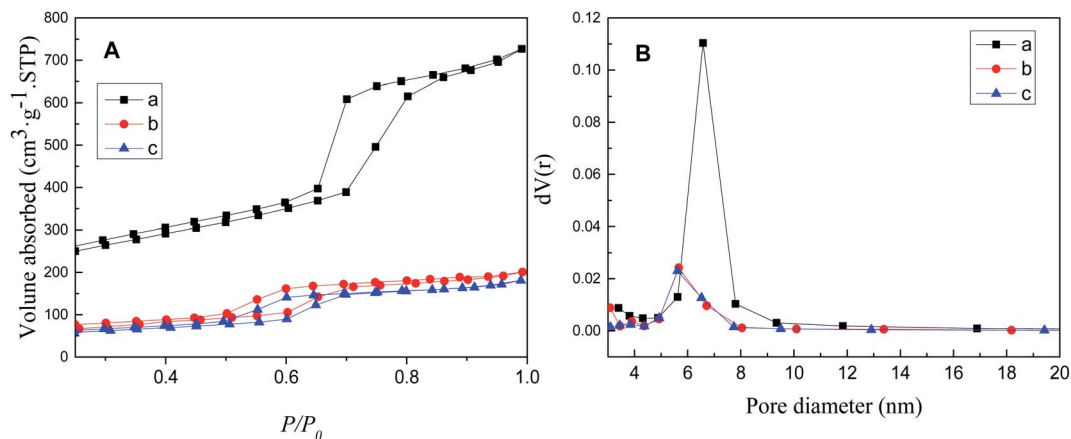 A
a
b
c
Volune absorbed (cm³·g⁻¹.STP)
800
700
600
500
400
300
200
100
0
0.4
0.6
0.8
1.0
P/P₀
B
a
b
c
dV(r)
0.12
0.10
0.08
0.06
0.04
0.02
0.00
4
6
8
10
12
14
16
18
20
Pore diameter (nm)